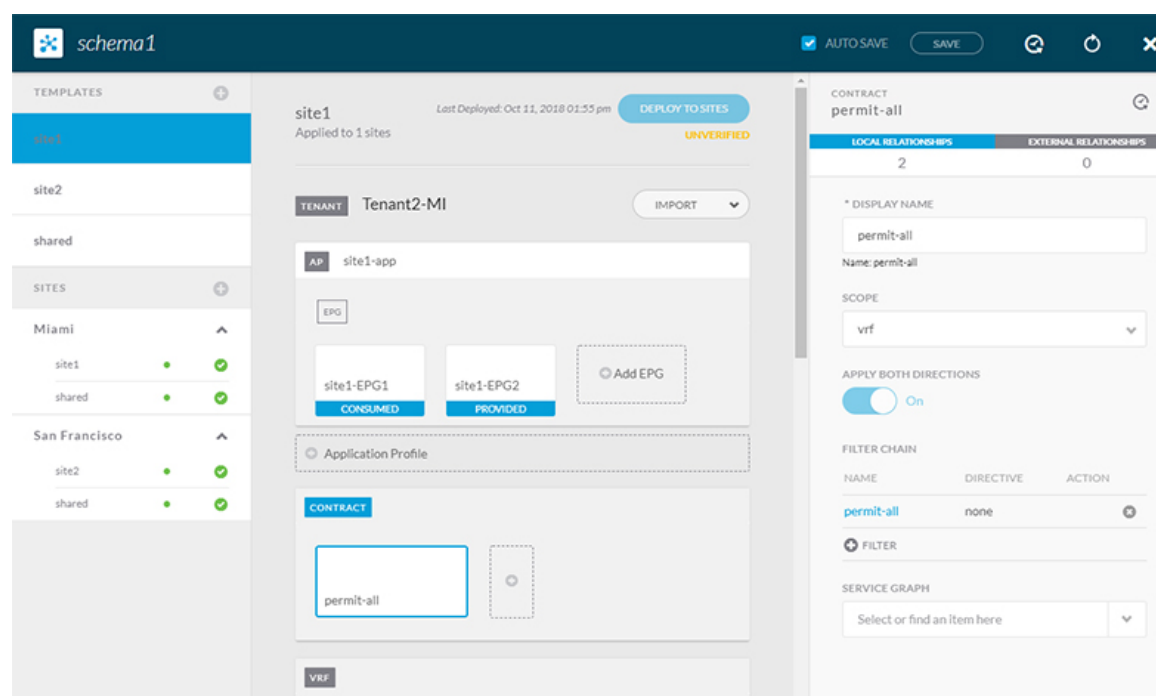 schema1
AUTO SAVE
SAVE
TEMPLATES
site1
site2
shared
SITES
Miami
site1
shared
San Francisco
site2
shared
site1
Last Deployed: Oct 11, 2018 01:55 pm
DEPLOY TO SITES
Applied to 1 sites
UNVERIFIED
TENANT Tenant2-MI
IMPORT
AP site1-app
EPG
site1-EPG1
CONSUMED
site1-EPG2
PROVIDED
Add EPG
Application Profile
CONTRACT
permit-all
VRF
CONTRACT
permit-all
LOCAL RELATIONSHIPS EXTERNAL RELATIONSHIPS
2 0
* DISPLAY NAME
permit-all
Name: permit-all
SCOPE
vrf
APPLY BOTH DIRECTIONS
On
FILTER CHAIN
NAME DIRECTIVE ACTION
permit-all none
FILTER
SERVICE GRAPH
Select or find an item here